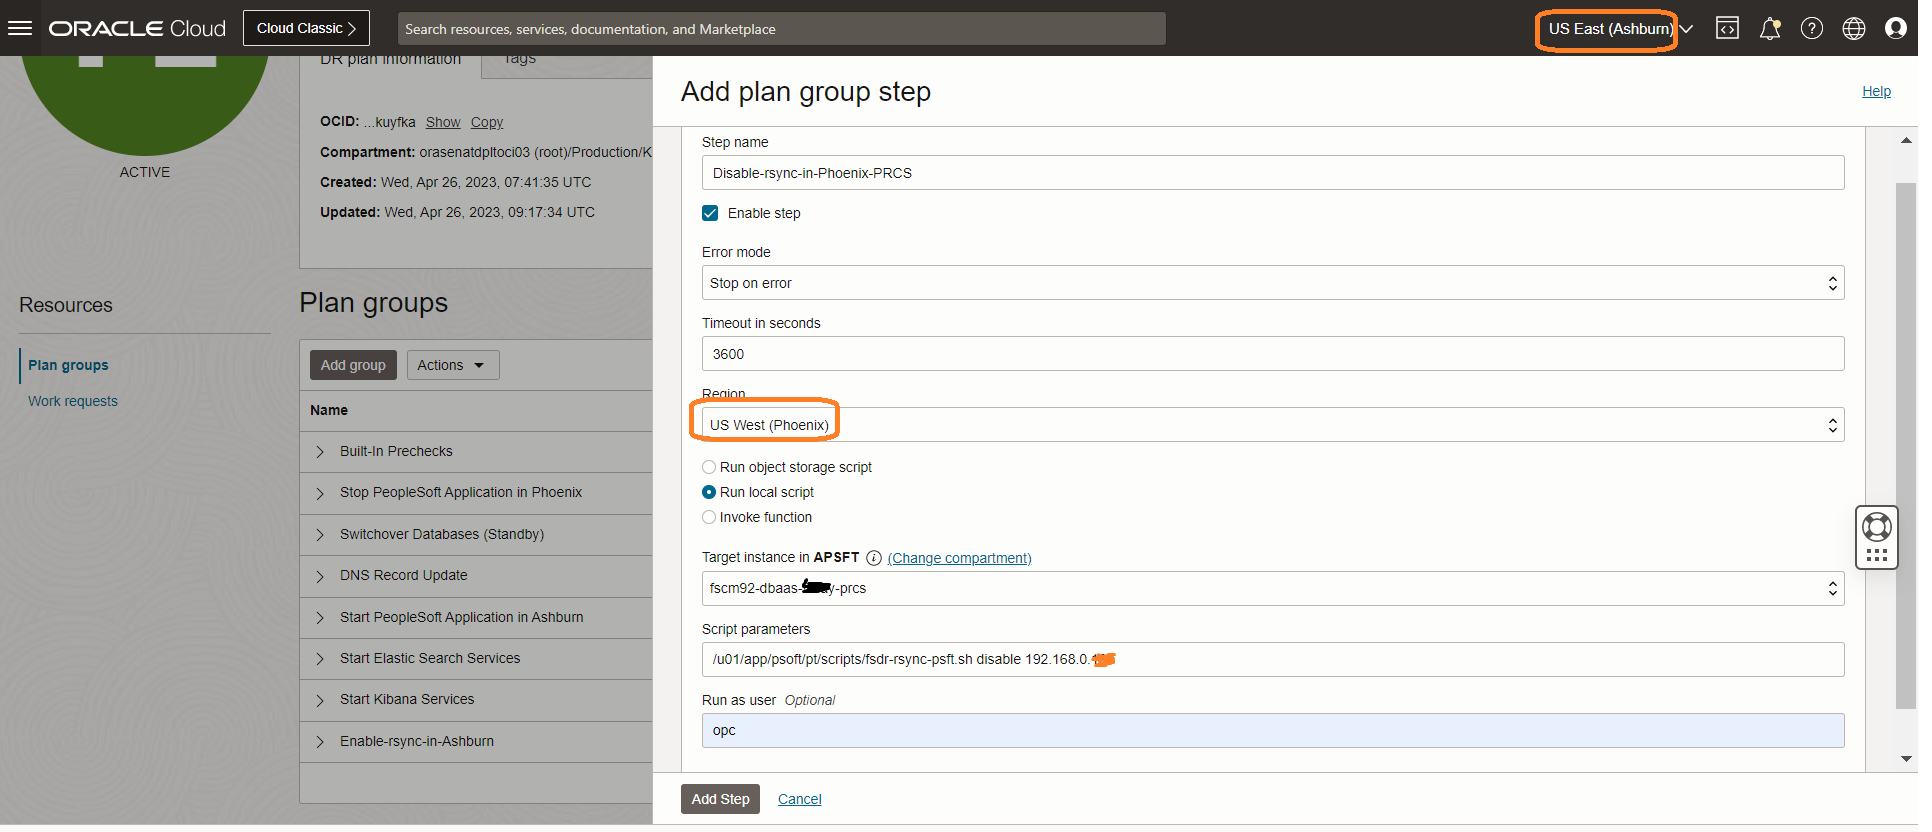 ORACLE Cloud
Cloud Classic
Search resources, services, documentation, and Marketplace
US East (Ashburn)
DR plan information
Tags
ACTIVE
OCID: ...kuyfka Show Copy
Compartment: orasenatdpltoci03 (root)/Production/K
Created: Wed, Apr 26, 2023, 07:41:35 UTC
Updated: Wed, Apr 26, 2023, 09:17:34 UTC
Resources
Plan groups
Work requests
Plan groups
Add group
Actions
Name
Built-In Prechecks
Stop PeopleSoft Application in Phoenix
Switchover Databases (Standby)
DNS Record Update
Start PeopleSoft Application in Ashburn
Start Elastic Search Services
Start Kibana Services
Enable-rsync-in-Ashburn
Add plan group step
Help
Step name
Disable-rsync-in-Phoenix-PRCS
Enable step
Error mode
Stop on error
Timeout in seconds
3600
Region
US West (Phoenix)
Run object storage script
Run local script
Invoke function
Target instance in APSFT (Change compartment)
fscm92-dbaas- y-prcs
Script parameters
/u01/app/psoft/pt/scripts/fsdr-rsync-psft.sh disable 192.168.0.
Run as user Optional
opc
Add Step
Cancel